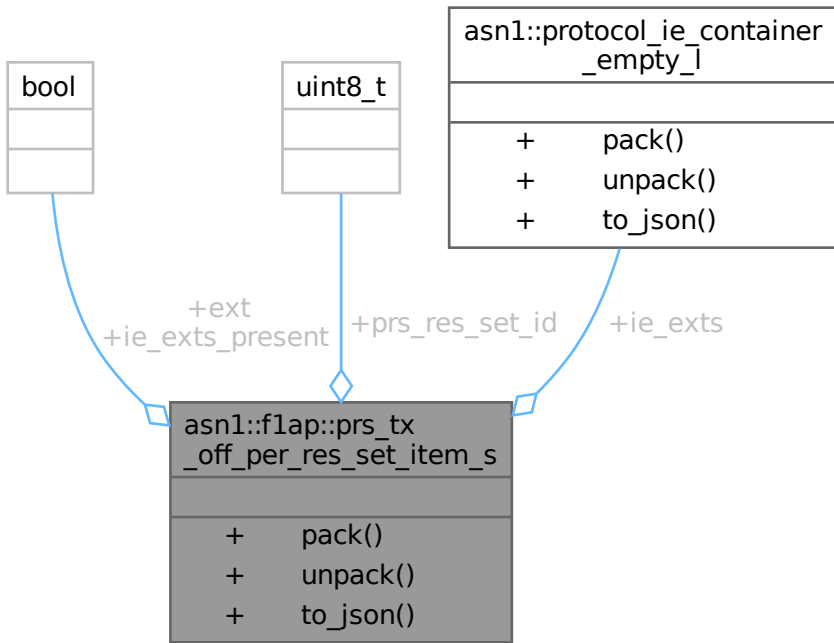 asn1::protocol_ie_container
_empty_l
+ pack()
+ unpack()
+ to_json()
bool
uint8_t
+ext
+ie_exts_present
+prs_res_set_id
+ie_exts
asn1::f1ap::prs_tx
_off_per_res_set_item_s
+ pack()
+ unpack()
+ to_json()